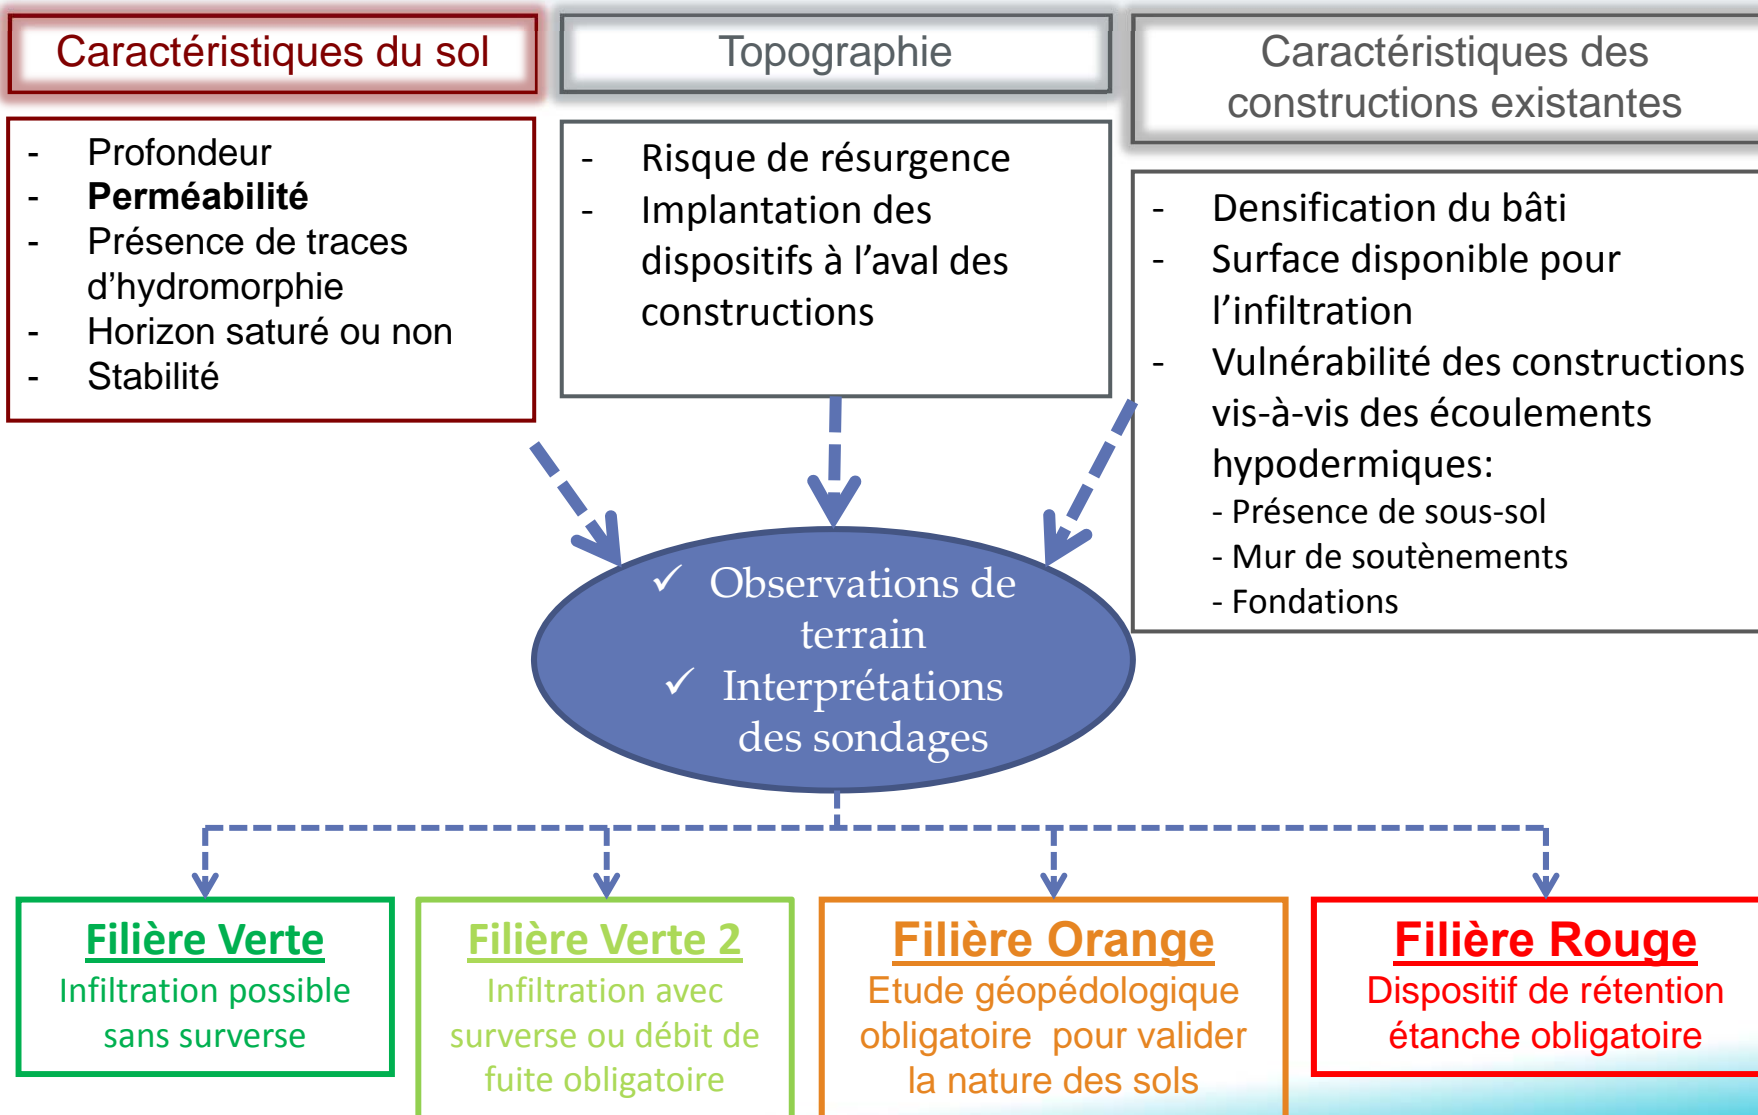 Caractéristiques du sol
- Profondeur
- Perméabilité
- Présence de traces
d'hydromorphie
- Horizon saturé ou non
- Stabilité
Topographie
- Risque de résurgence
- Implantation des
dispositifs à l’aval des
constructions
Caractéristiques des
constructions existantes
- Densification du bâti
- Surface disponible pour
l’infiltration
- Vulnérabilité des constructions
vis-à-vis des écoulements
hypodermiques:
- Présence de sous-sol
- Mur de soutènements
- Fondations
✓ Observations de
terrain
✓ Interprétations
des sondages
Filière Verte
Infiltration possible
sans surverse
Filière Verte 2
Infiltration avec
surverse ou débit de
fuite obligatoire
Filière Orange
Etude géopédologique
obligatoire pour valider
la nature des sols
Filière Rouge
Dispositif de rétention
étanche obligatoire